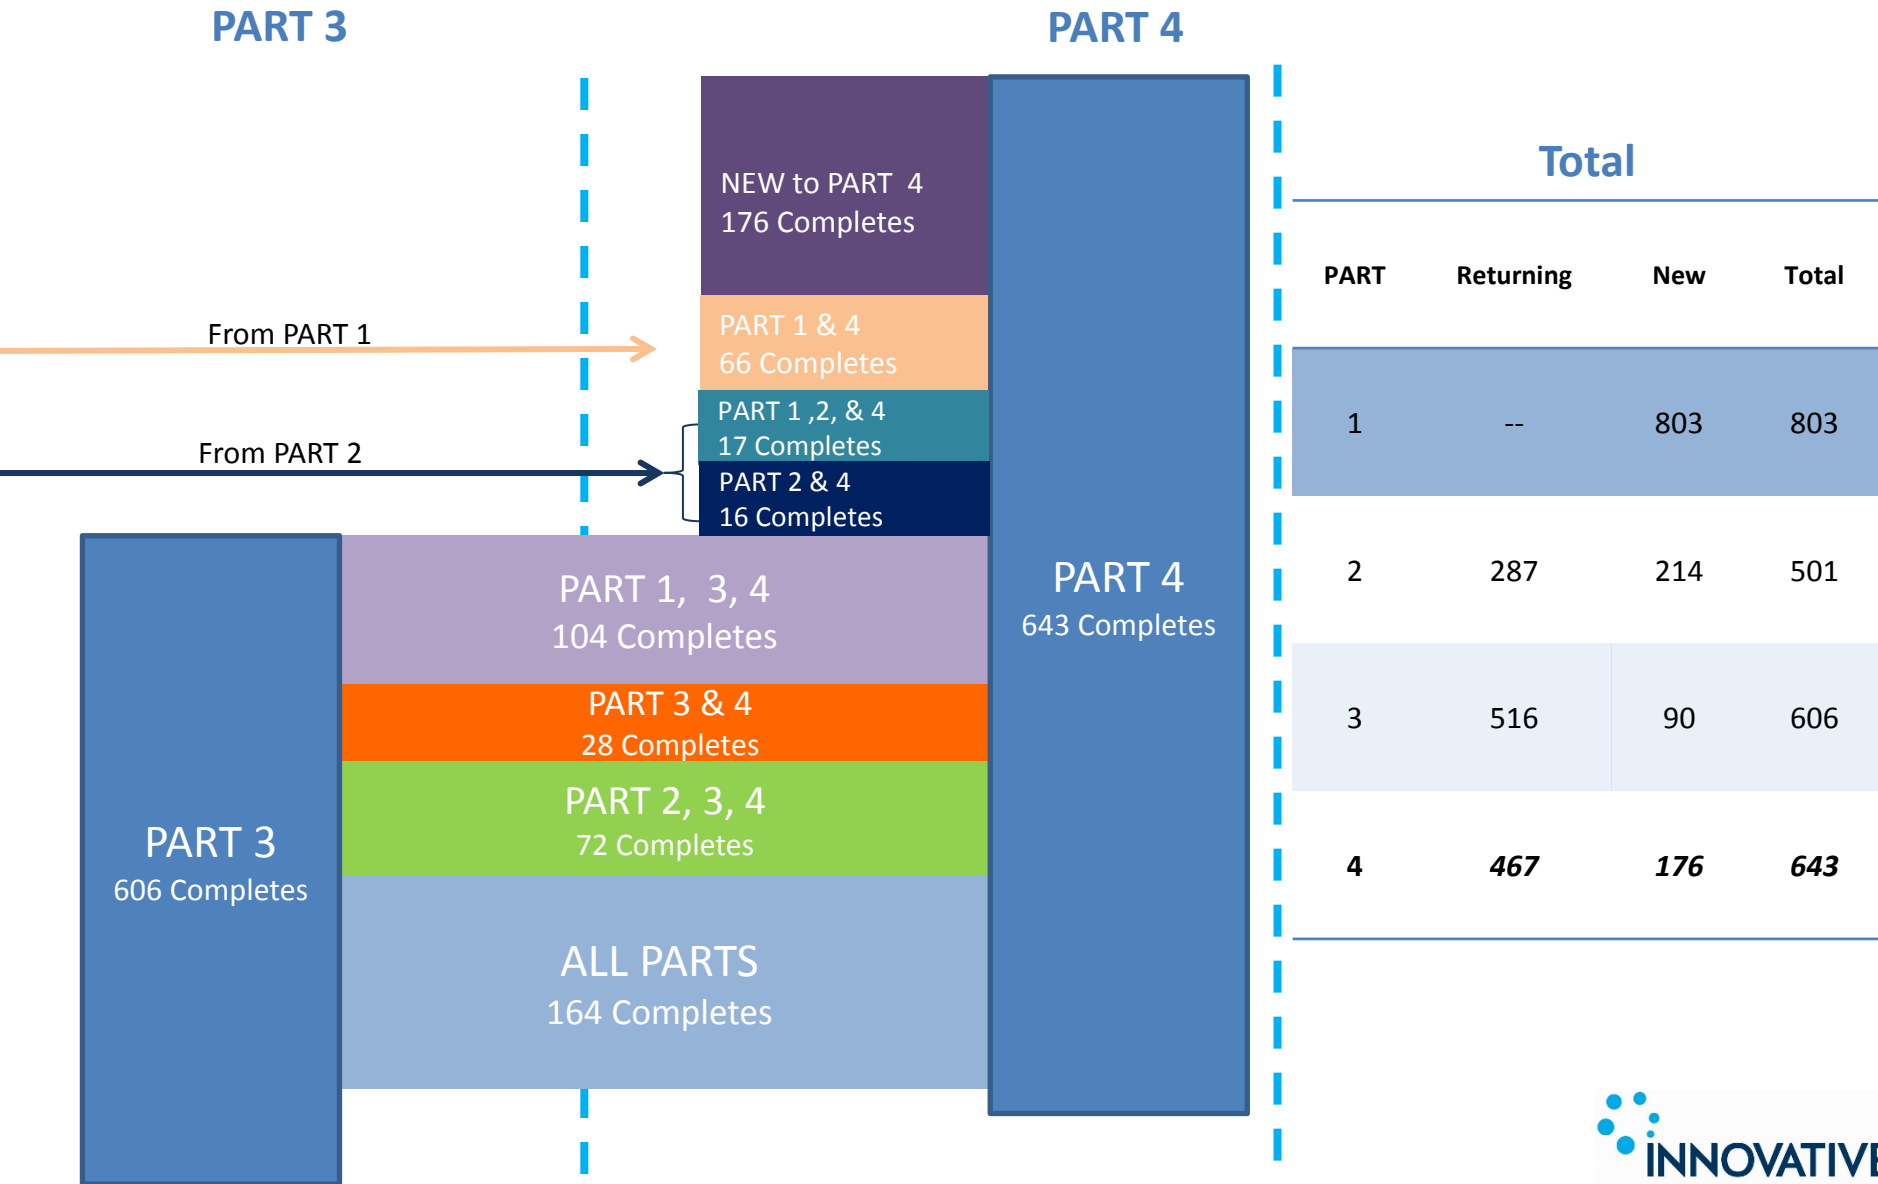 PART 3
PART 4
NEW to PART 4
176 Completes
From PART 1
PART 1 & 4
66 Completes
From PART 2
PART 1 ,2, & 4
17 Completes
PART 2 & 4
16 Completes
PART 1, 3, 4
104 Completes
PART 3 & 4
28 Completes
PART 2, 3, 4
72 Completes
ALL PARTS
164 Completes
PART 3
606 Completes
PART 4
643 Completes
Total
PART Returning New Total
1 -- 803 803
2 287 214 501
3 516 90 606
4 467 176 643
INNOVATIVE